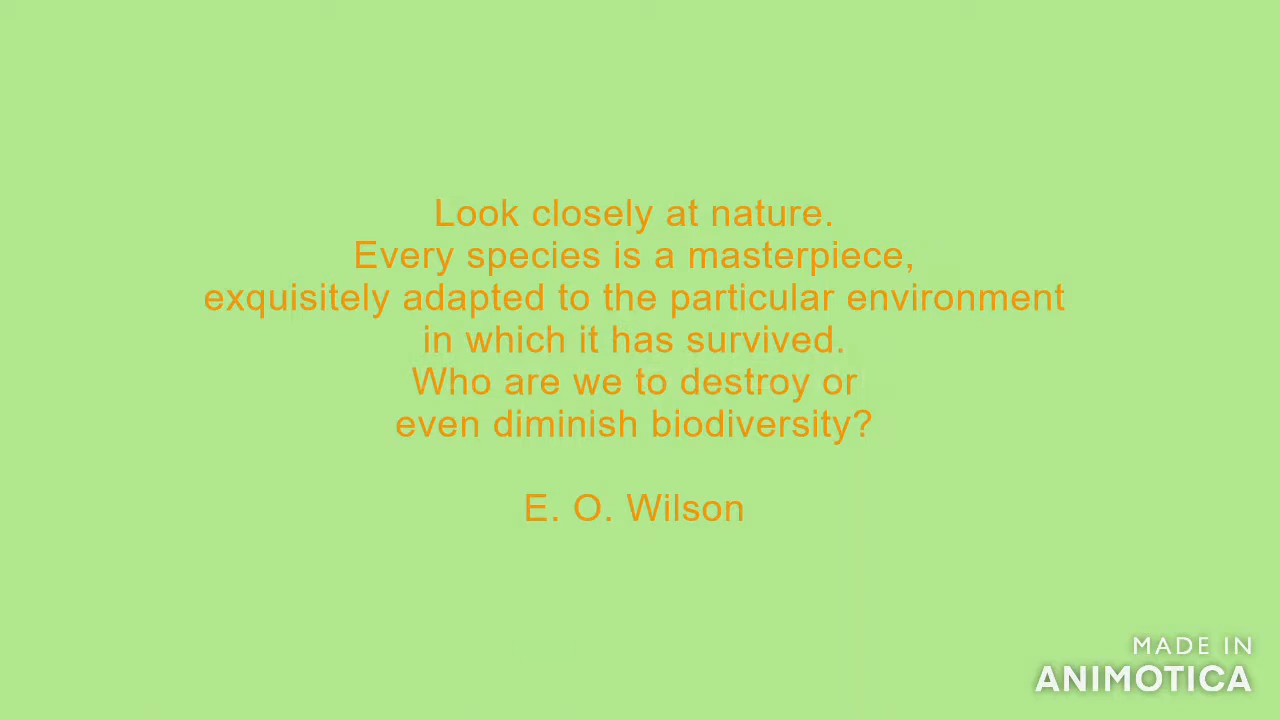 Look closely at nature.
Every species is a masterpiece,
exquisitely adapted to the particular environment
in which it has survived.
Who are we to destroy or
even diminish biodiversity?
E. O. Wilson
MADE IN
ANIMOTICA